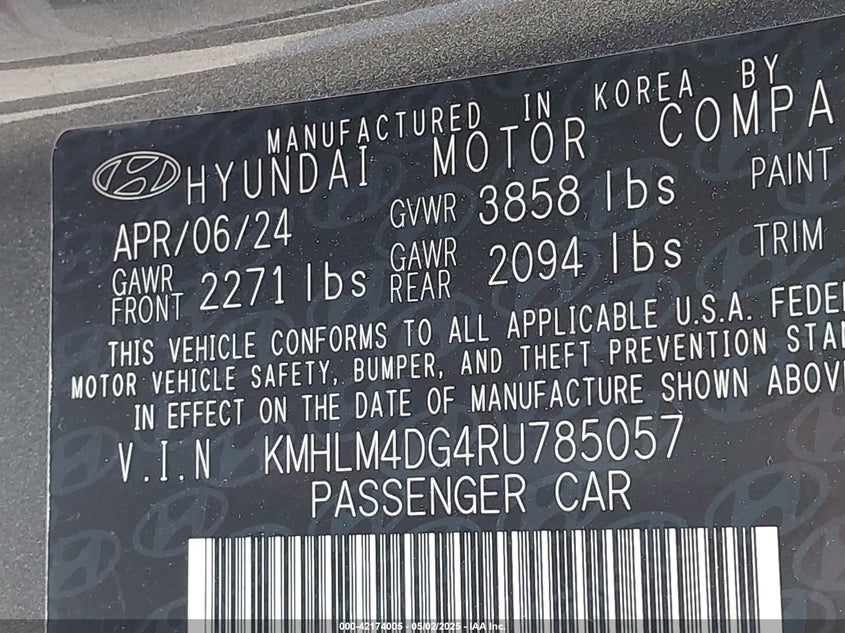 MANUFACTURED IN KOREA BY
HYUNDAI MOTOR COMPA
APR/06/24 GVWR 3858 lbs PAINT
GAWR FRONT 2271 lbs GAWR REAR 2094 lbs TRIM
THIS VEHICLE CONFORMS TO ALL APPLICABLE U.S.A. FEDE
MOTOR VEHICLE SAFETY, BUMPER, AND THEFT PREVENTION STAN
IN EFFECT ON THE DATE OF MANUFACTURE SHOWN ABOV
V.I.N KMHLM4DG4RU785057
PASSENGER CAR
000-42174005 - 05/02/2025 - IAA Inc.